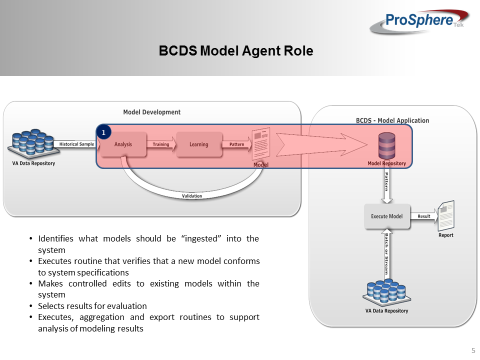 ProSphere
Tek
BCDS Model Agent Role
Model Development
BCDS - Model Application
1
Historical Sample
Analysis
Training
Learning
Pattern
VA Data Repository
Model
Model Repository
Validation
Pattern
Execute Model
Result
Report
Batch or Stream
VA Data Repository
• Identifies what models should be "ingested" into the
system
• Executes routine that verifies that a new model conforms
to system specifications
• Makes controlled edits to existing models within the
system
• Selects results for evaluation
• Executes, aggregation and export routines to support
analysis of modeling results
5